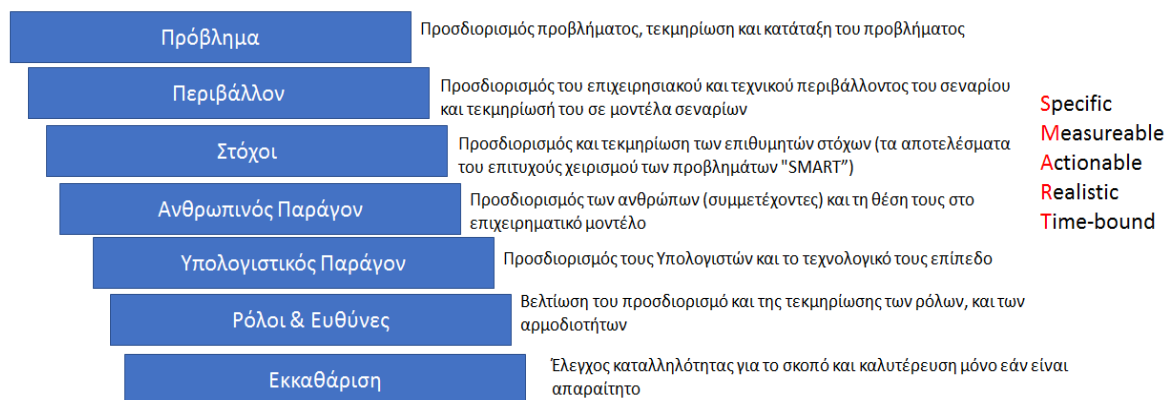 Πρόβλημα
Προσδιορισμός προβλήματος, τεκμηρίωση και κατάταξη του προβλήματος
Περιβάλλον
Προσδιορισμός του επιχειρησιακού και τεχνικού περιβάλλοντος του σεναρίου
και τεκμηρίωσή του σε μοντέλα σεναρίων
Στόχοι
Προσδιορισμός και τεκμηρίωση των επιθυμητών στόχων (τα αποτελέσματα
του επιτυχούς χειρισμού των προβλημάτων "SMART”)
Ανθρωπινός Παράγον
Προσδιορισμός των ανθρώπων (συμμετέχοντες) και τη θέση τους στο
επιχειρηματικό μοντέλο
Υπολογιστικός Παράγον
Προσδιορισμός τους Υπολογιστών και το τεχνολογικό τους επίπεδο
Ρόλοι & Ευθύνες
Βελτίωση του προσδιορισμό και της τεκμηρίωσης των ρόλων, και των
αρμοδιοτήτων
Εκκαθάριση
Έλεγχος καταλληλότητας για το σκοπό και καλυτέρευση μόνο εάν είναι
απαραίτητο
Specific
Measureable
Actionable
Realistic
Time-bound